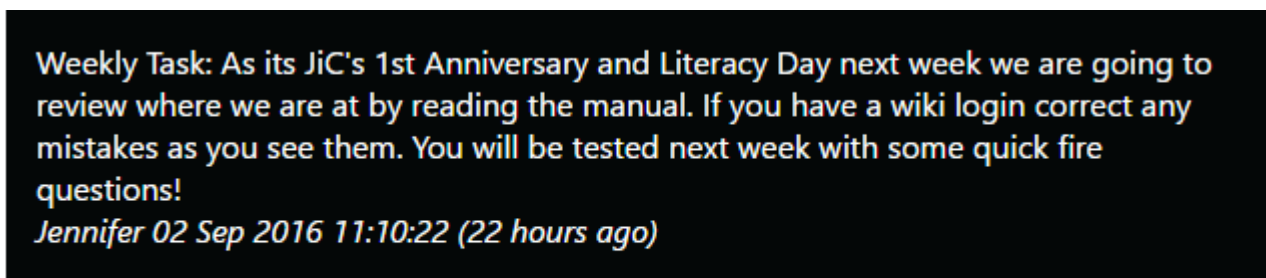 Weekly Task: As its JiC's 1st Anniversary and Literacy Day next week we are going to
review where we are at by reading the manual. If you have a wiki login correct any
mistakes as you see them. You will be tested next week with some quick fire
questions!
Jennifer 02 Sep 2016 11:10:22 (22 hours ago)